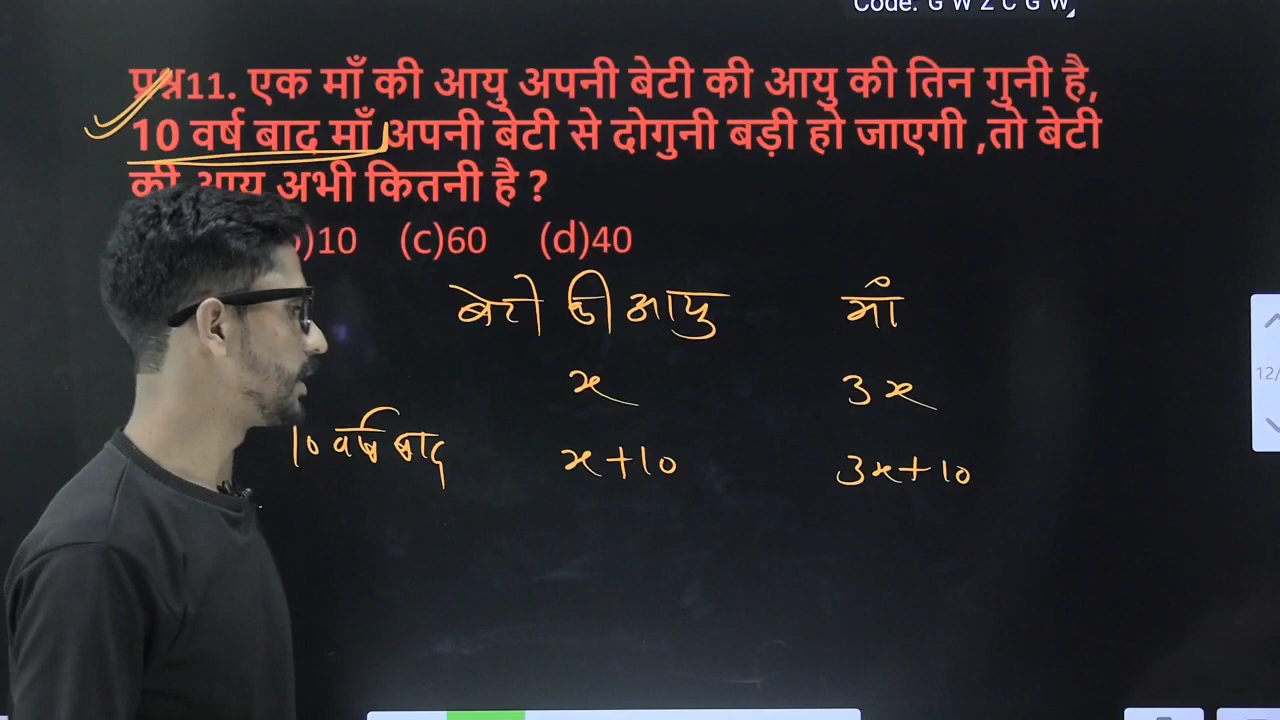 Code: G W Z C G W
प्रश्न11. एक माँ की आयु अपनी बेटी की आयु की तिन गुनी है,
10 वर्ष बाद माँ अपनी बेटी से दोगुनी बड़ी हो जाएगी ,तो बेटी
की आयु अभी कितनी है ?
)10 (c)60 (d)40
बेटी की आयु माँ
x 3x
10 वर्ष बाद x+10 3x+10
12/